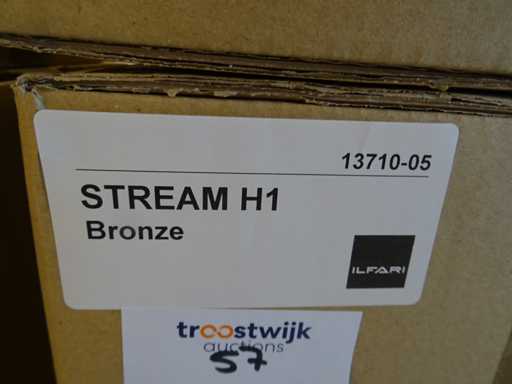 13710-05
STREAM H1
Bronze
ILFARI
troostwijk
auctions
57